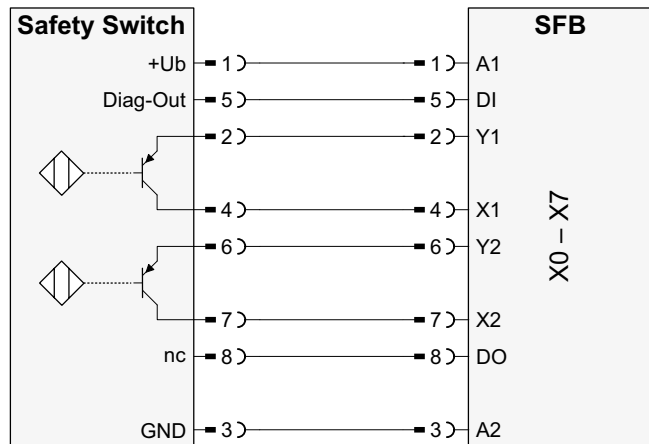 Safety Switch SFB
+Ub 1 1 A1
Diag-Out 5 5 DI
2 2 Y1
4 4 X1
6 6 Y2
X0 – X7
7 7 X2
nc 8 8 DO
GND 3 3 A2